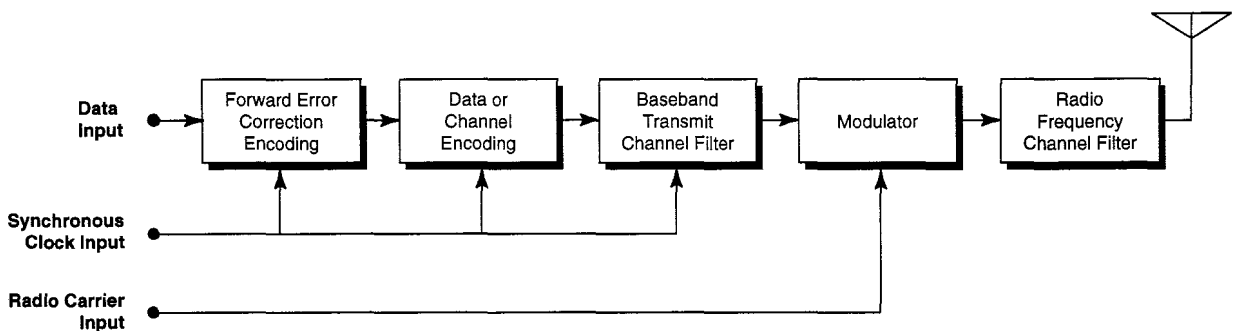 Data
Input
Forward Error
Correction
Encoding
Data or
Channel
Encoding
Baseband
Transmit
Channel Filter
Modulator
Radio
Frequency
Channel Filter
Synchronous
Clock Input
Radio Carrier
Input